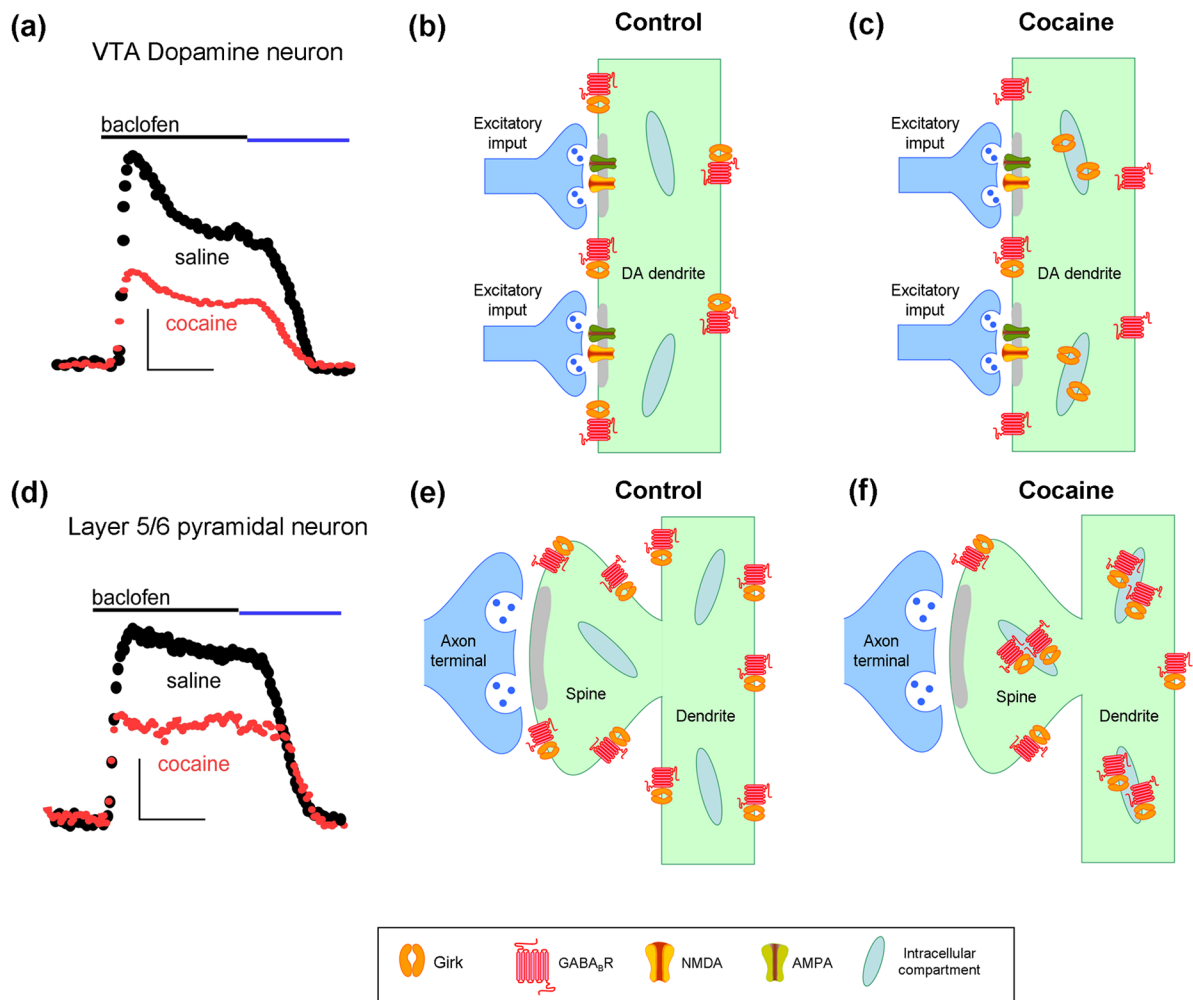 (a)
VTA Dopamine neuron
baclofen
saline
cocaine
(b)
Control
Excitatory
imput
DA dendrite
Excitatory
imput
(c)
Cocaine
Excitatory
imput
DA dendrite
Excitatory
imput
(d)
Layer 5/6 pyramidal neuron
baclofen
saline
cocaine
(e)
Control
Axon
terminal
Spine
Dendrite
(f)
Cocaine
Axon
terminal
Spine
Dendrite
Girk
GABA_BR
NMDA
AMPA
Intracellular
compartment